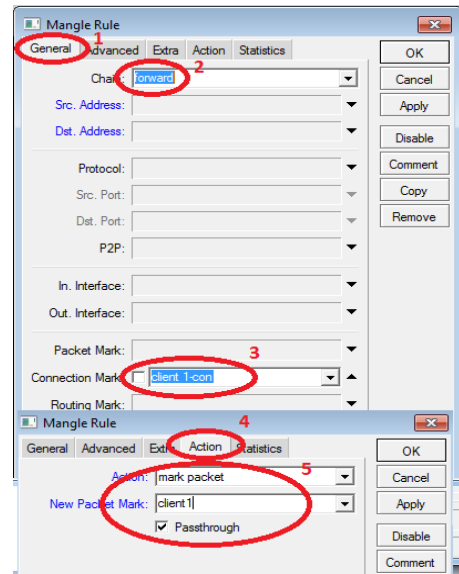 Mangle Rule
General Advanced Extra Action Statistics
1
OK
2
Chain: forward
Cancel
Src. Address:
Apply
Dst. Address:
Disable
Protocol:
Comment
Src. Port:
Copy
Dst. Port:
Remove
P2P:
In. Interface:
Out. Interface:
Packet Mark:
3
Connection Mark: client 1-con
Routing Mark:
4
Mangle Rule
General Advanced Extra Action Statistics
OK
5
Action: mark packet
Cancel
New Packet Mark: client1
Apply
Passthrough
Disable
Comment